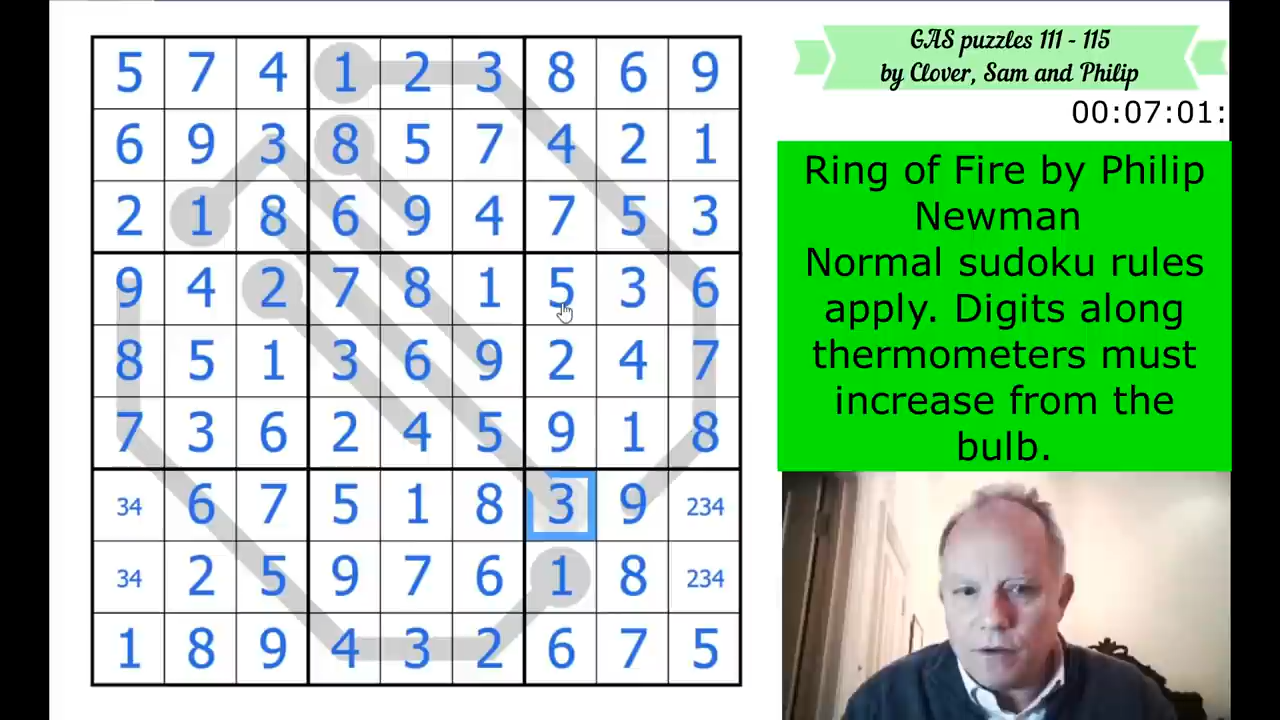 GAS puzzles 111 - 115
by Clover, Sam and Philip
00:07:01:
Ring of Fire by Philip
Newman
Normal sudoku rules
apply. Digits along
thermometers must
increase from the
bulb.
5 7 4 1 2 3 8 6 9
6 9 3 8 5 7 4 2 1
2 1 8 6 9 4 7 5 3
9 4 2 7 8 1 5 3 6
8 5 1 3 6 9 2 4 7
7 3 6 2 4 5 9 1 8
34 6 7 5 1 8 3 9 234
34 2 5 9 7 6 1 8 234
1 8 9 4 3 2 6 7 5